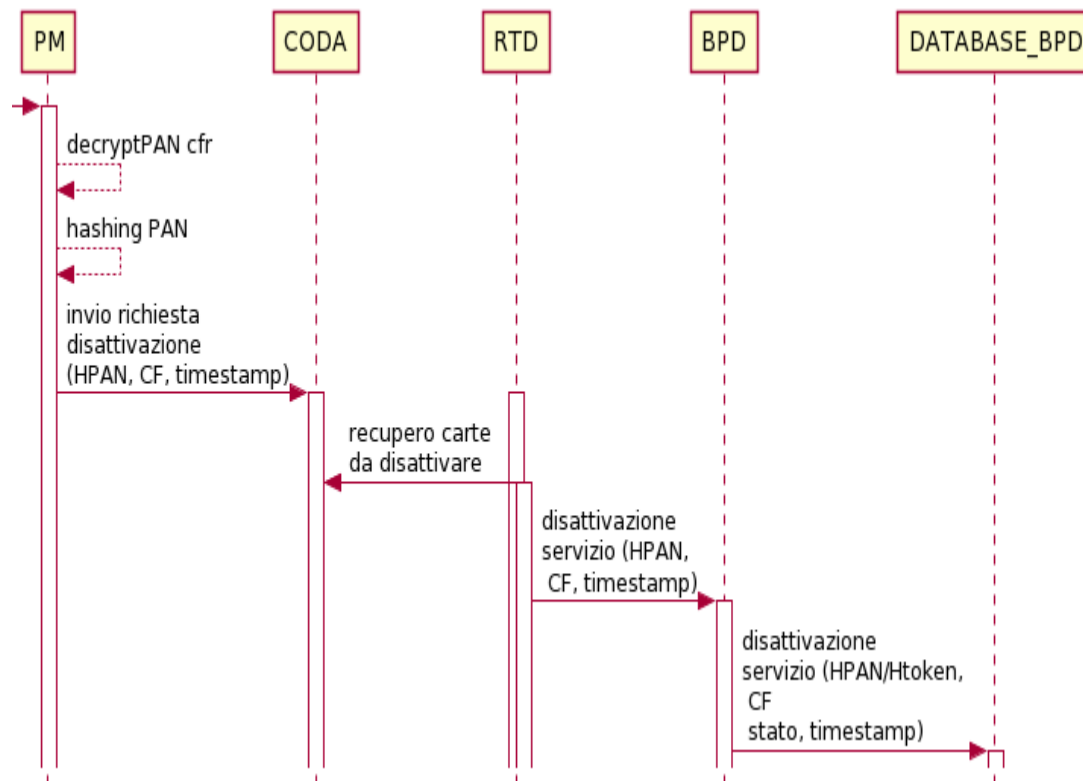 PM
CODA
RTD
BPD
DATABASE_BPD
decryptPAN cfr
hashing PAN
invio richiesta
disattivazione
(HPAN, CF, timestamp)
recupero carte
da disattivare
disattivazione
servizio (HPAN,
CF, timestamp)
disattivazione
servizio (HPAN/Htoken,
CF
stato, timestamp)